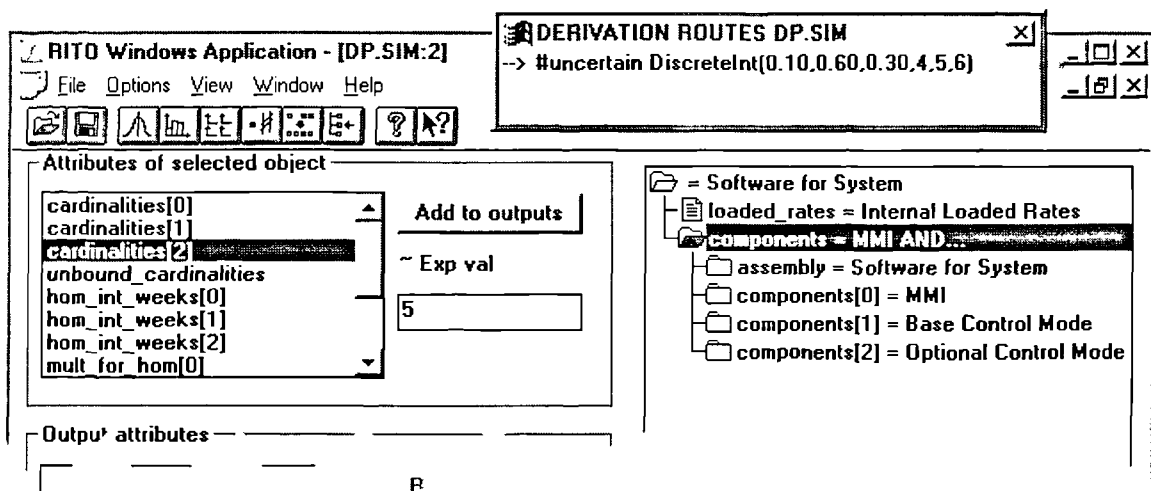 RITO Windows Application - [DP.SIM:2]
File Options View Window Help
DERIVATION ROUTES DP.SIM
--> #uncertain DiscreteInt(0.10,0.60,0.30,4,5,6)
Attributes of selected object
cardinalities[0]
cardinalities[1]
cardinalities[2]
unbound_cardinalities
hom_int_weeks[0]
hom_int_weeks[1]
hom_int_weeks[2]
mult_for_hom[0]
Add to outputs
~ Exp val
5
= Software for System
loaded_rates = Internal Loaded Rates
components = MMI AND...
assembly = Software for System
components[0] = MMI
components[1] = Base Control Mode
components[2] = Optional Control Mode
Output attributes